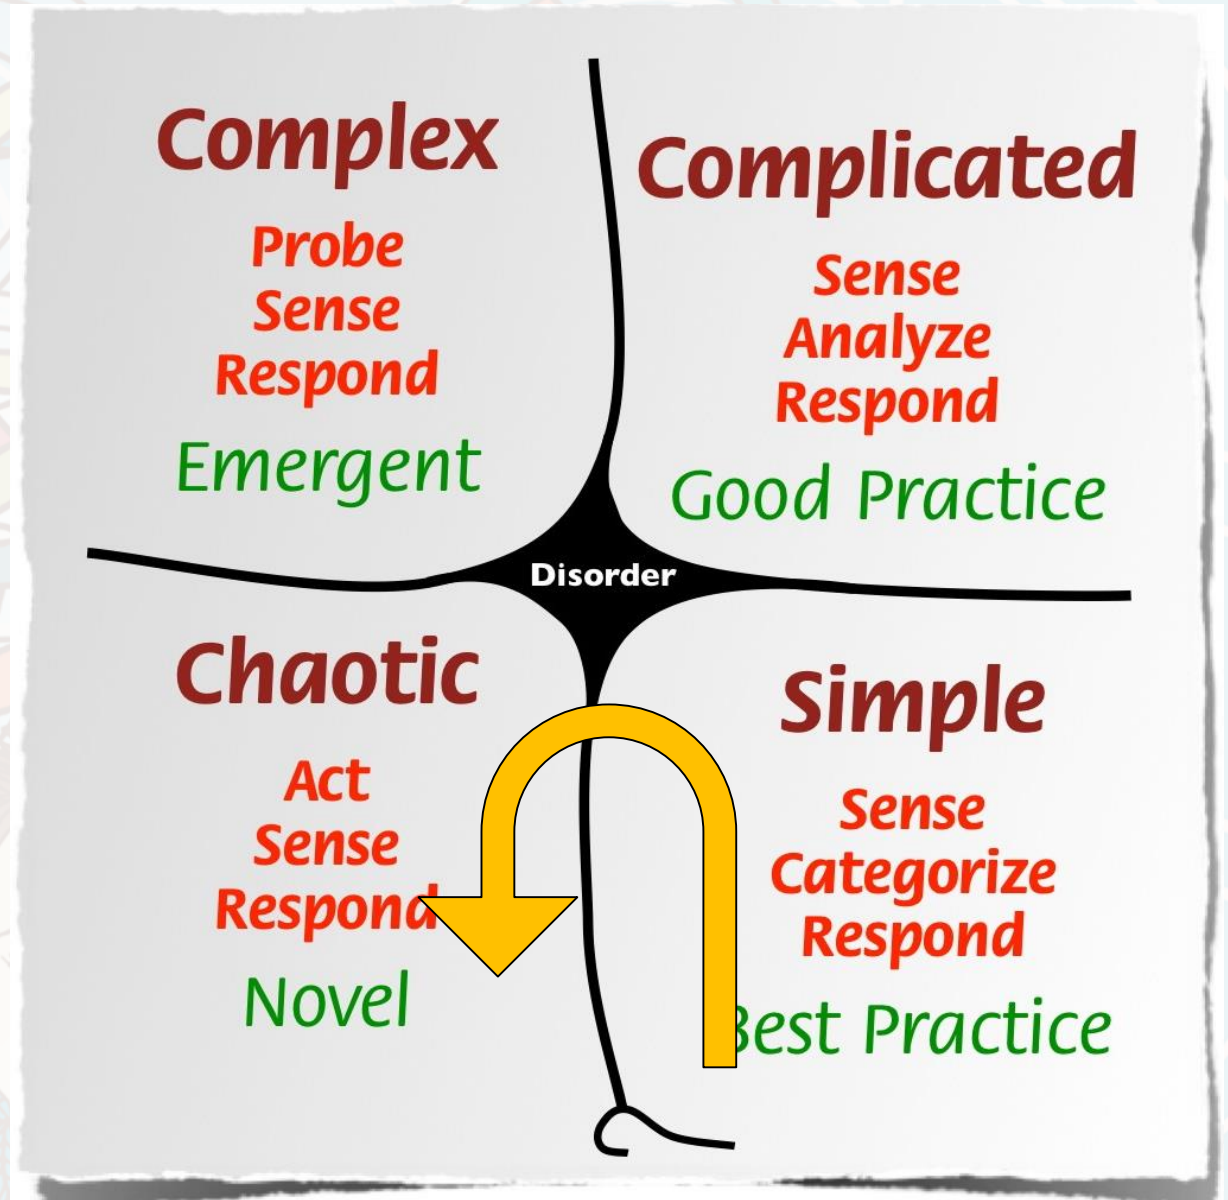 Complex
Probe
Sense
Respond
Emergent
Complicated
Sense
Analyze
Respond
Good Practice
Disorder
Chaotic
Act
Sense
Respond
Novel
Simple
Sense
Categorize
Respond
Best Practice